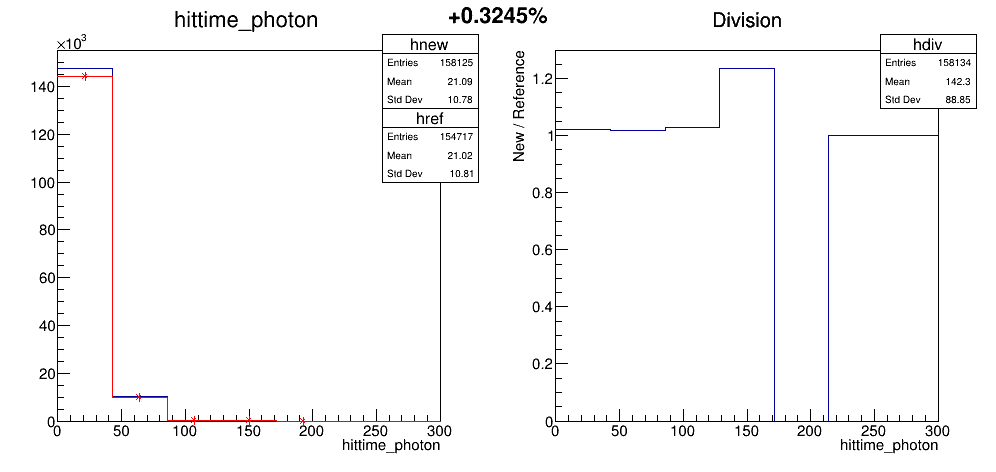 +0.3245%
hittime_photon
×10³
140
120
100
80
60
40
20
0
0 50 100 150 200 250 300
hittime_photon
hnew
Entries 158125
Mean 21.09
Std Dev 10.78
href
Entries 154717
Mean 21.02
Std Dev 10.81
Division
New / Reference
1.2
1
0.8
0.6
0.4
0.2
0
0 50 100 150 200 250 300
hittime_photon
hdiv
Entries 158134
Mean 142.3
Std Dev 88.85